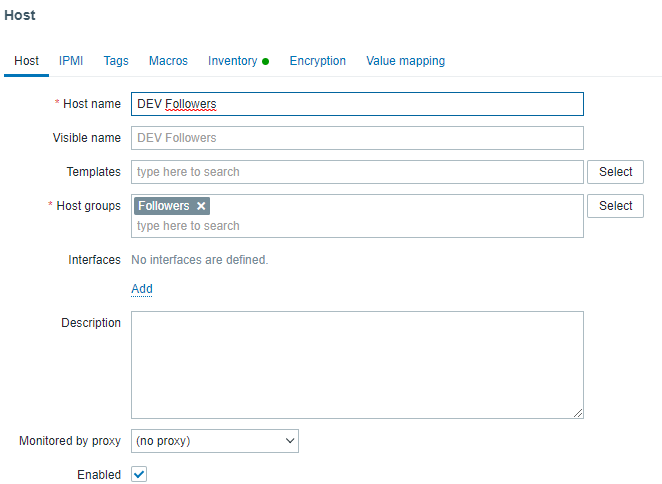 Host
Host IPMI Tags Macros Inventory Encryption Value mapping
* Host name DEV Followers
Visible name DEV Followers
Templates type here to search Select
* Host groups Followers Select
type here to search
Interfaces No interfaces are defined.
Add
Description
Monitored by proxy (no proxy)
Enabled